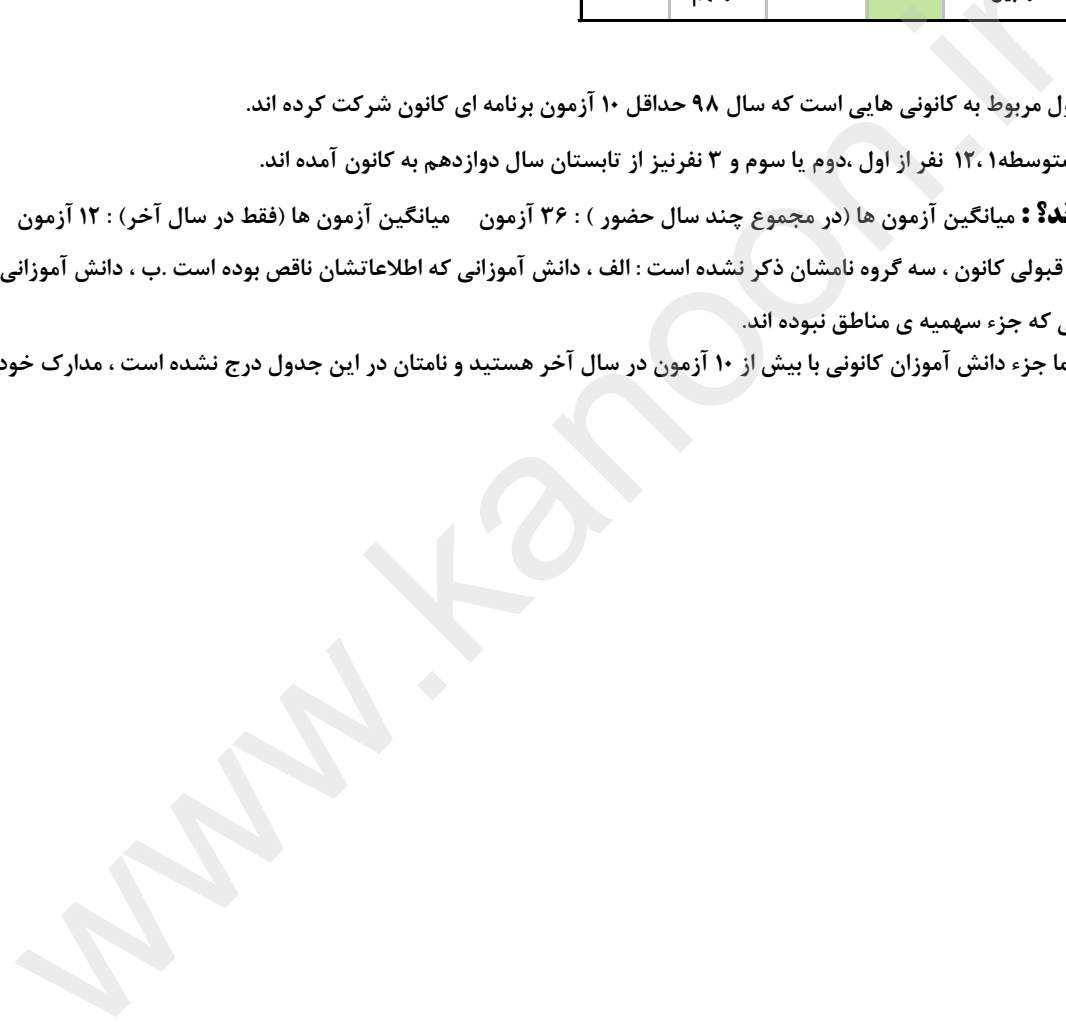 ول مربوط به کانونی هایی است که سال ۹۸ حداقل ۱۰ آزمون برنامه ای کانون شرکت کرده اند.
متوسطه۱، ۱۲ نفر از اول ،دوم یا سوم و ۳ نفرنیز از تابستان سال دوازدهم به کانون آمده اند.
ند؟ : میانگین آزمون ها (در مجموع چند سال حضور ) : ۳۶ آزمون میانگین آزمون ها (فقط در سال آخر) : ۱۲ آزمون
قبولی کانون ، سه گروه نامشان ذکر نشده است : الف ، دانش آموزانی که اطلاعاتشان ناقص بوده است .ب ، دانش آموزانی
ی که جزء سهمیه ی مناطق نبوده اند.
ما جزء دانش آموزان کانونی با بیش از ۱۰ آزمون در سال آخر هستید و نامتان در این جدول درج نشده است ، مدارک خود
www.kanoon.ir